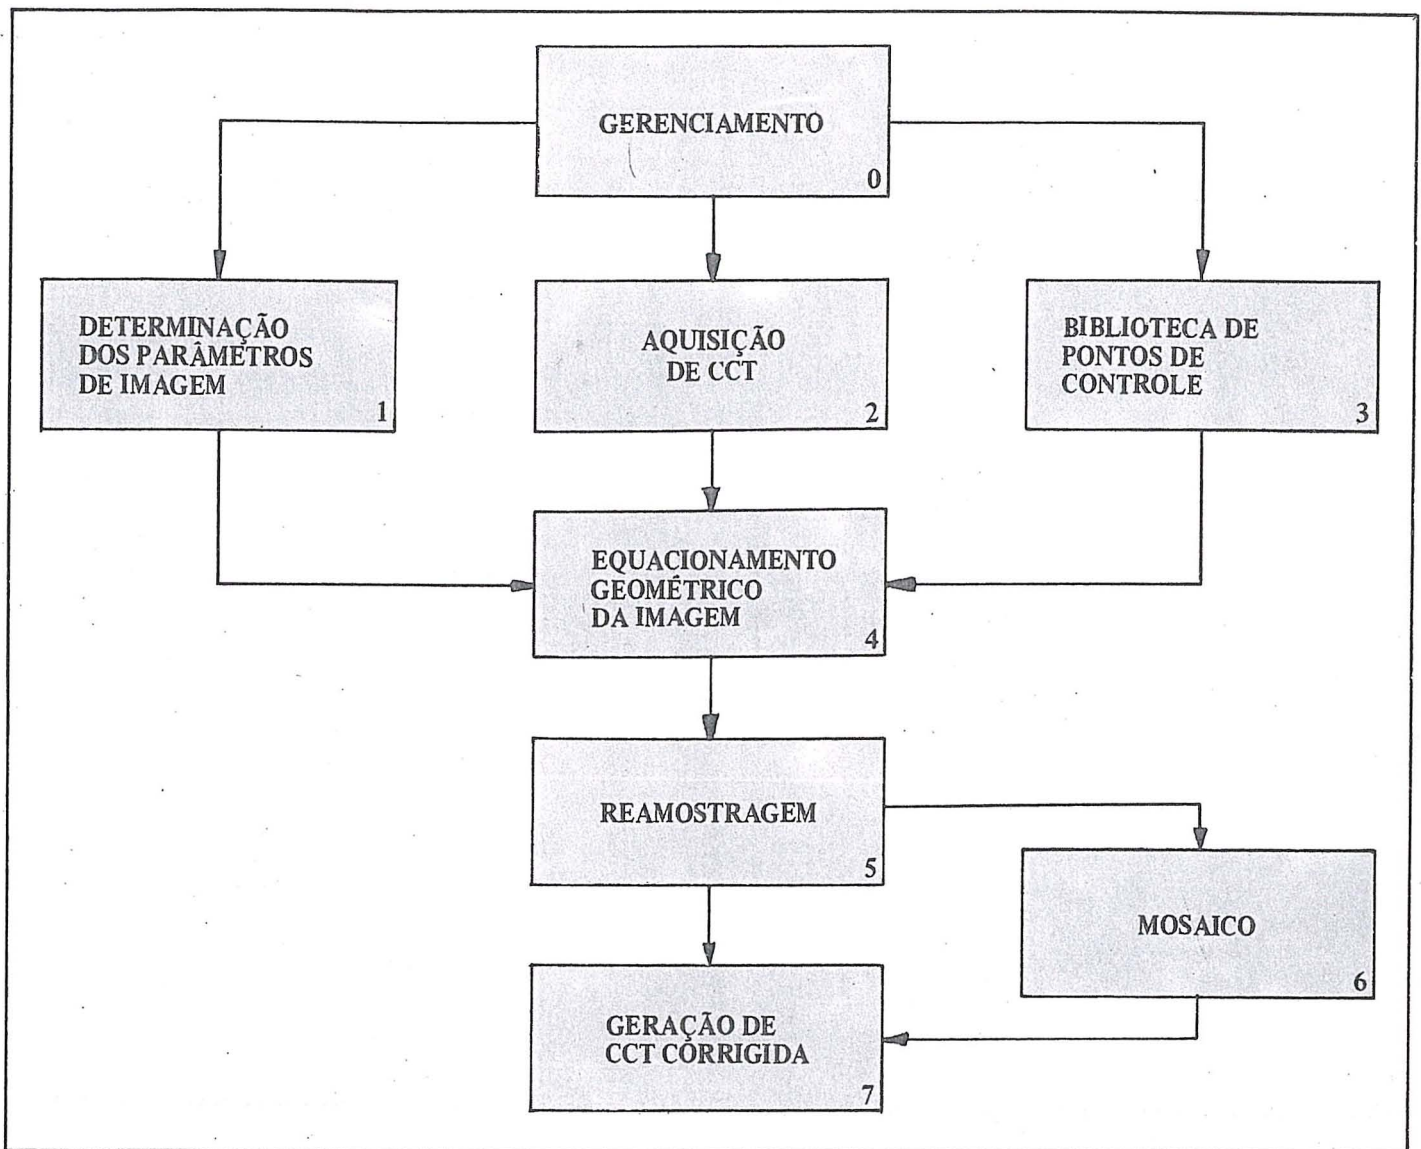 GERENCIAMENTO
0
DETERMINAÇÃO
DOS PARÂMETROS
DE IMAGEM
1
AQUISIÇÃO
DE CCT
2
BIBLIOTECA DE
PONTOS DE
CONTROLE
3
EQUACIONAMENTO
GEOMÉTRICO
DA IMAGEM
4
REAMOSTRAGEM
5
MOSAICO
6
GERAÇÃO DE
CCT CORRIGIDA
7